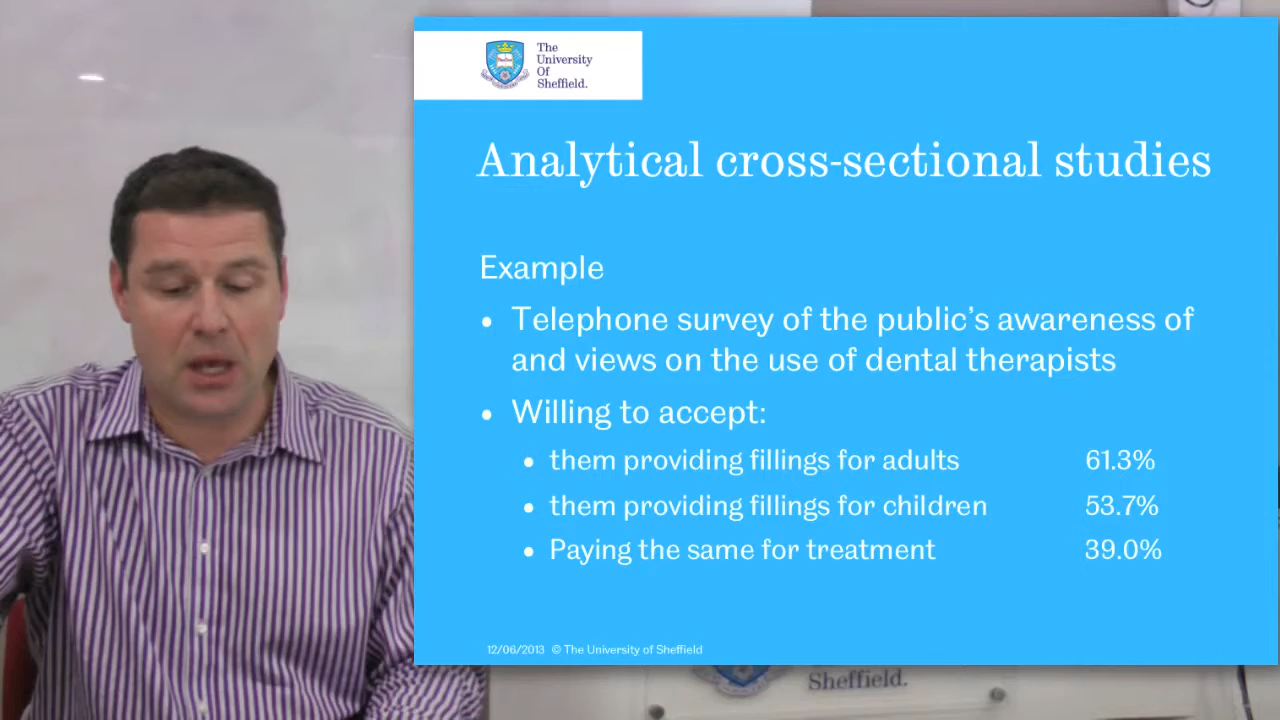 The
University
Of
Sheffield.
Analytical cross-sectional studies
Example
• Telephone survey of the public's awareness of
and views on the use of dental therapists
• Willing to accept:
• them providing fillings for adults 61.3%
• them providing fillings for children 53.7%
• Paying the same for treatment 39.0%
12/06/2013 © The University of Sheffield
Sheffield.